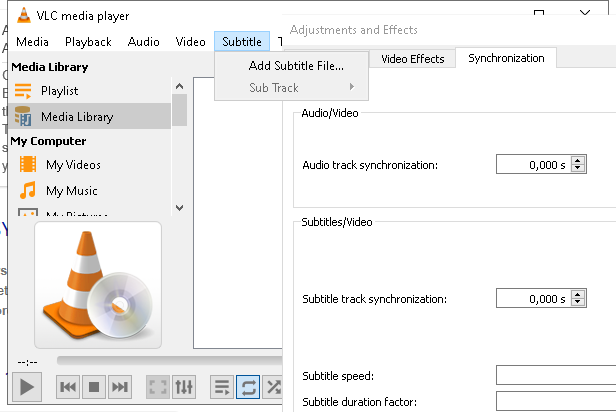 VLC media player
Media Playback Audio Video Subtitle T
Add Subtitle File...
Sub Track
Media Library
Playlist
Media Library
My Computer
My Videos
My Music
My Pictures
--:--
Adjustments and Effects
Video Effects Synchronization
Audio/Video
Audio track synchronization: 0,000 s
Subtitles/Video
Subtitle track synchronization: 0,000 s
Subtitle speed:
Subtitle duration factor: